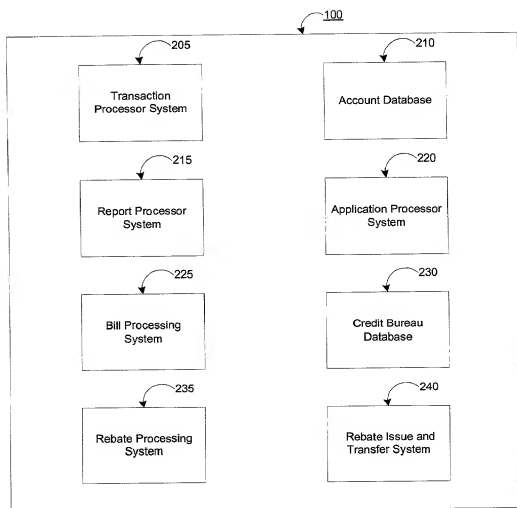 100
205
210
Transaction
Processor System
Account Database
215
220
Report Processor
System
Application Processor
System
225
230
Bill Processing
System
Credit Bureau
Database
235
240
Rebate Processing
System
Rebate Issue and
Transfer System